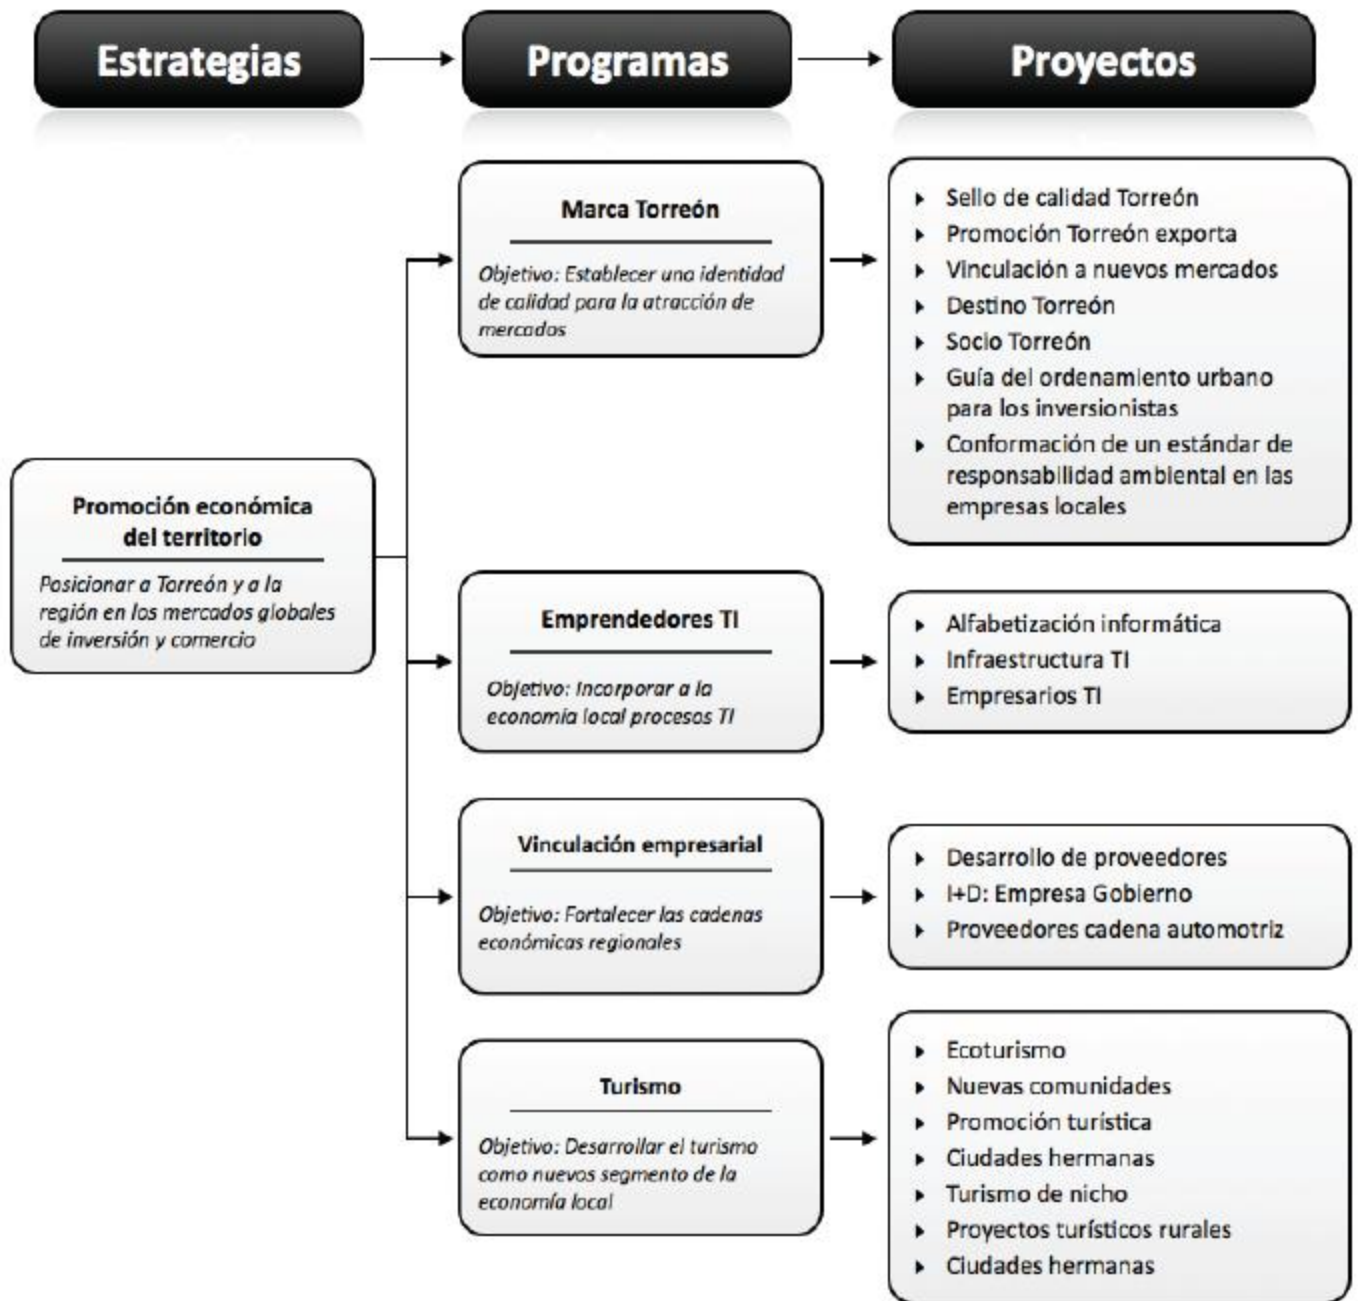 Estrategias
Programas
Proyectos
Promoción económica
del territorio
Posicionar a Torreón y a la
región en los mercados globales
de inversión y comercio
Marca Torreón
Objetivo: Establecer una identidad
de calidad para la atracción de
mercados
Sello de calidad Torreón
Promoción Torreón exporta
Vinculación a nuevos mercados
Destino Torreón
Socio Torreón
Guía del ordenamiento urbano
para los inversionistas
Conformación de un estándar de
responsabilidad ambiental en las
empresas locales
Emprendedores TI
Objetivo: Incorporar a la
economía local procesos TI
Alfabetización informática
Infraestructura TI
Empresarios TI
Vinculación empresarial
Objetivo: Fortalecer las cadenas
económicas regionales
Desarrollo de proveedores
I+D: Empresa Gobierno
Proveedores cadena automotriz
Turismo
Objetivo: Desarrollar el turismo
como nuevos segmento de la
economía local
Ecoturismo
Nuevas comunidades
Promoción turística
Ciudades hermanas
Turismo de nicho
Proyectos turísticos rurales
Ciudades hermanas